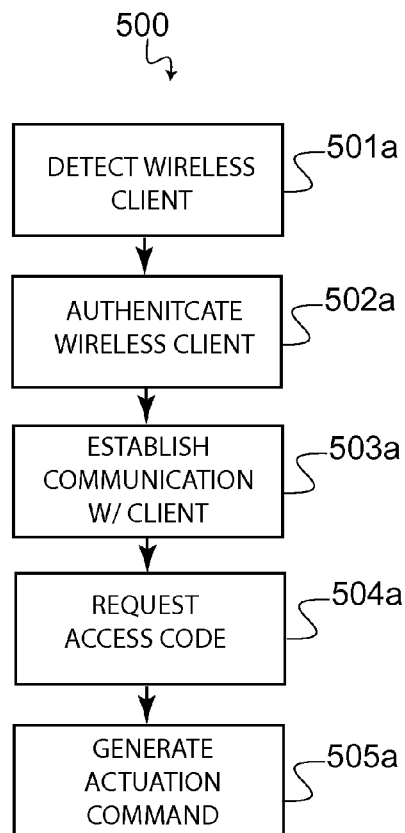 500
DETECT WIRELESS
CLIENT
501a
AUTHENITCATE
WIRELESS CLIENT
502a
ESTABLISH
COMMUNICATION
W/ CLIENT
503a
REQUEST
ACCESS CODE
504a
GENERATE
ACTUATION
COMMAND
505a